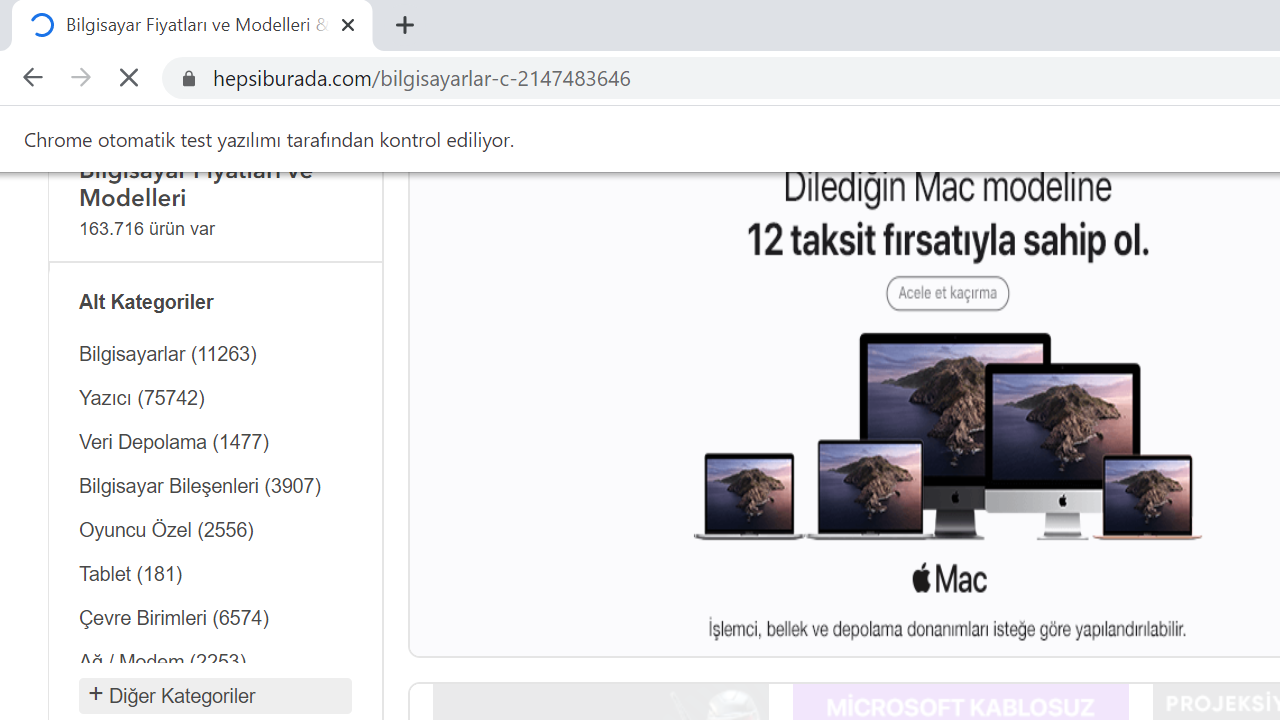 Bilgisayar Fiyatları ve Modelleri &
hepsiburada.com/bilgisayarlar-c-2147483646
Chrome otomatik test yazılımı tarafından kontrol ediliyor.
Bilgisayar Fiyatları ve
Modelleri
163.716 ürün var
Alt Kategoriler
Bilgisayarlar (11263)
Yazıcı (75742)
Veri Depolama (1477)
Bilgisayar Bileşenleri (3907)
Oyuncu Özel (2556)
Tablet (181)
Çevre Birimleri (6574)
Ağ / Modem (2253)
+ Diğer Kategoriler
Dilediğin Mac modeline
12 taksit fırsatıyla sahip ol.
Acele et kaçırma
Mac
İşlemci, bellek ve depolama donanımları isteğe göre yapılandırılabilir.
MİCROSOFT KABLOSUZ
PROJEKSİY